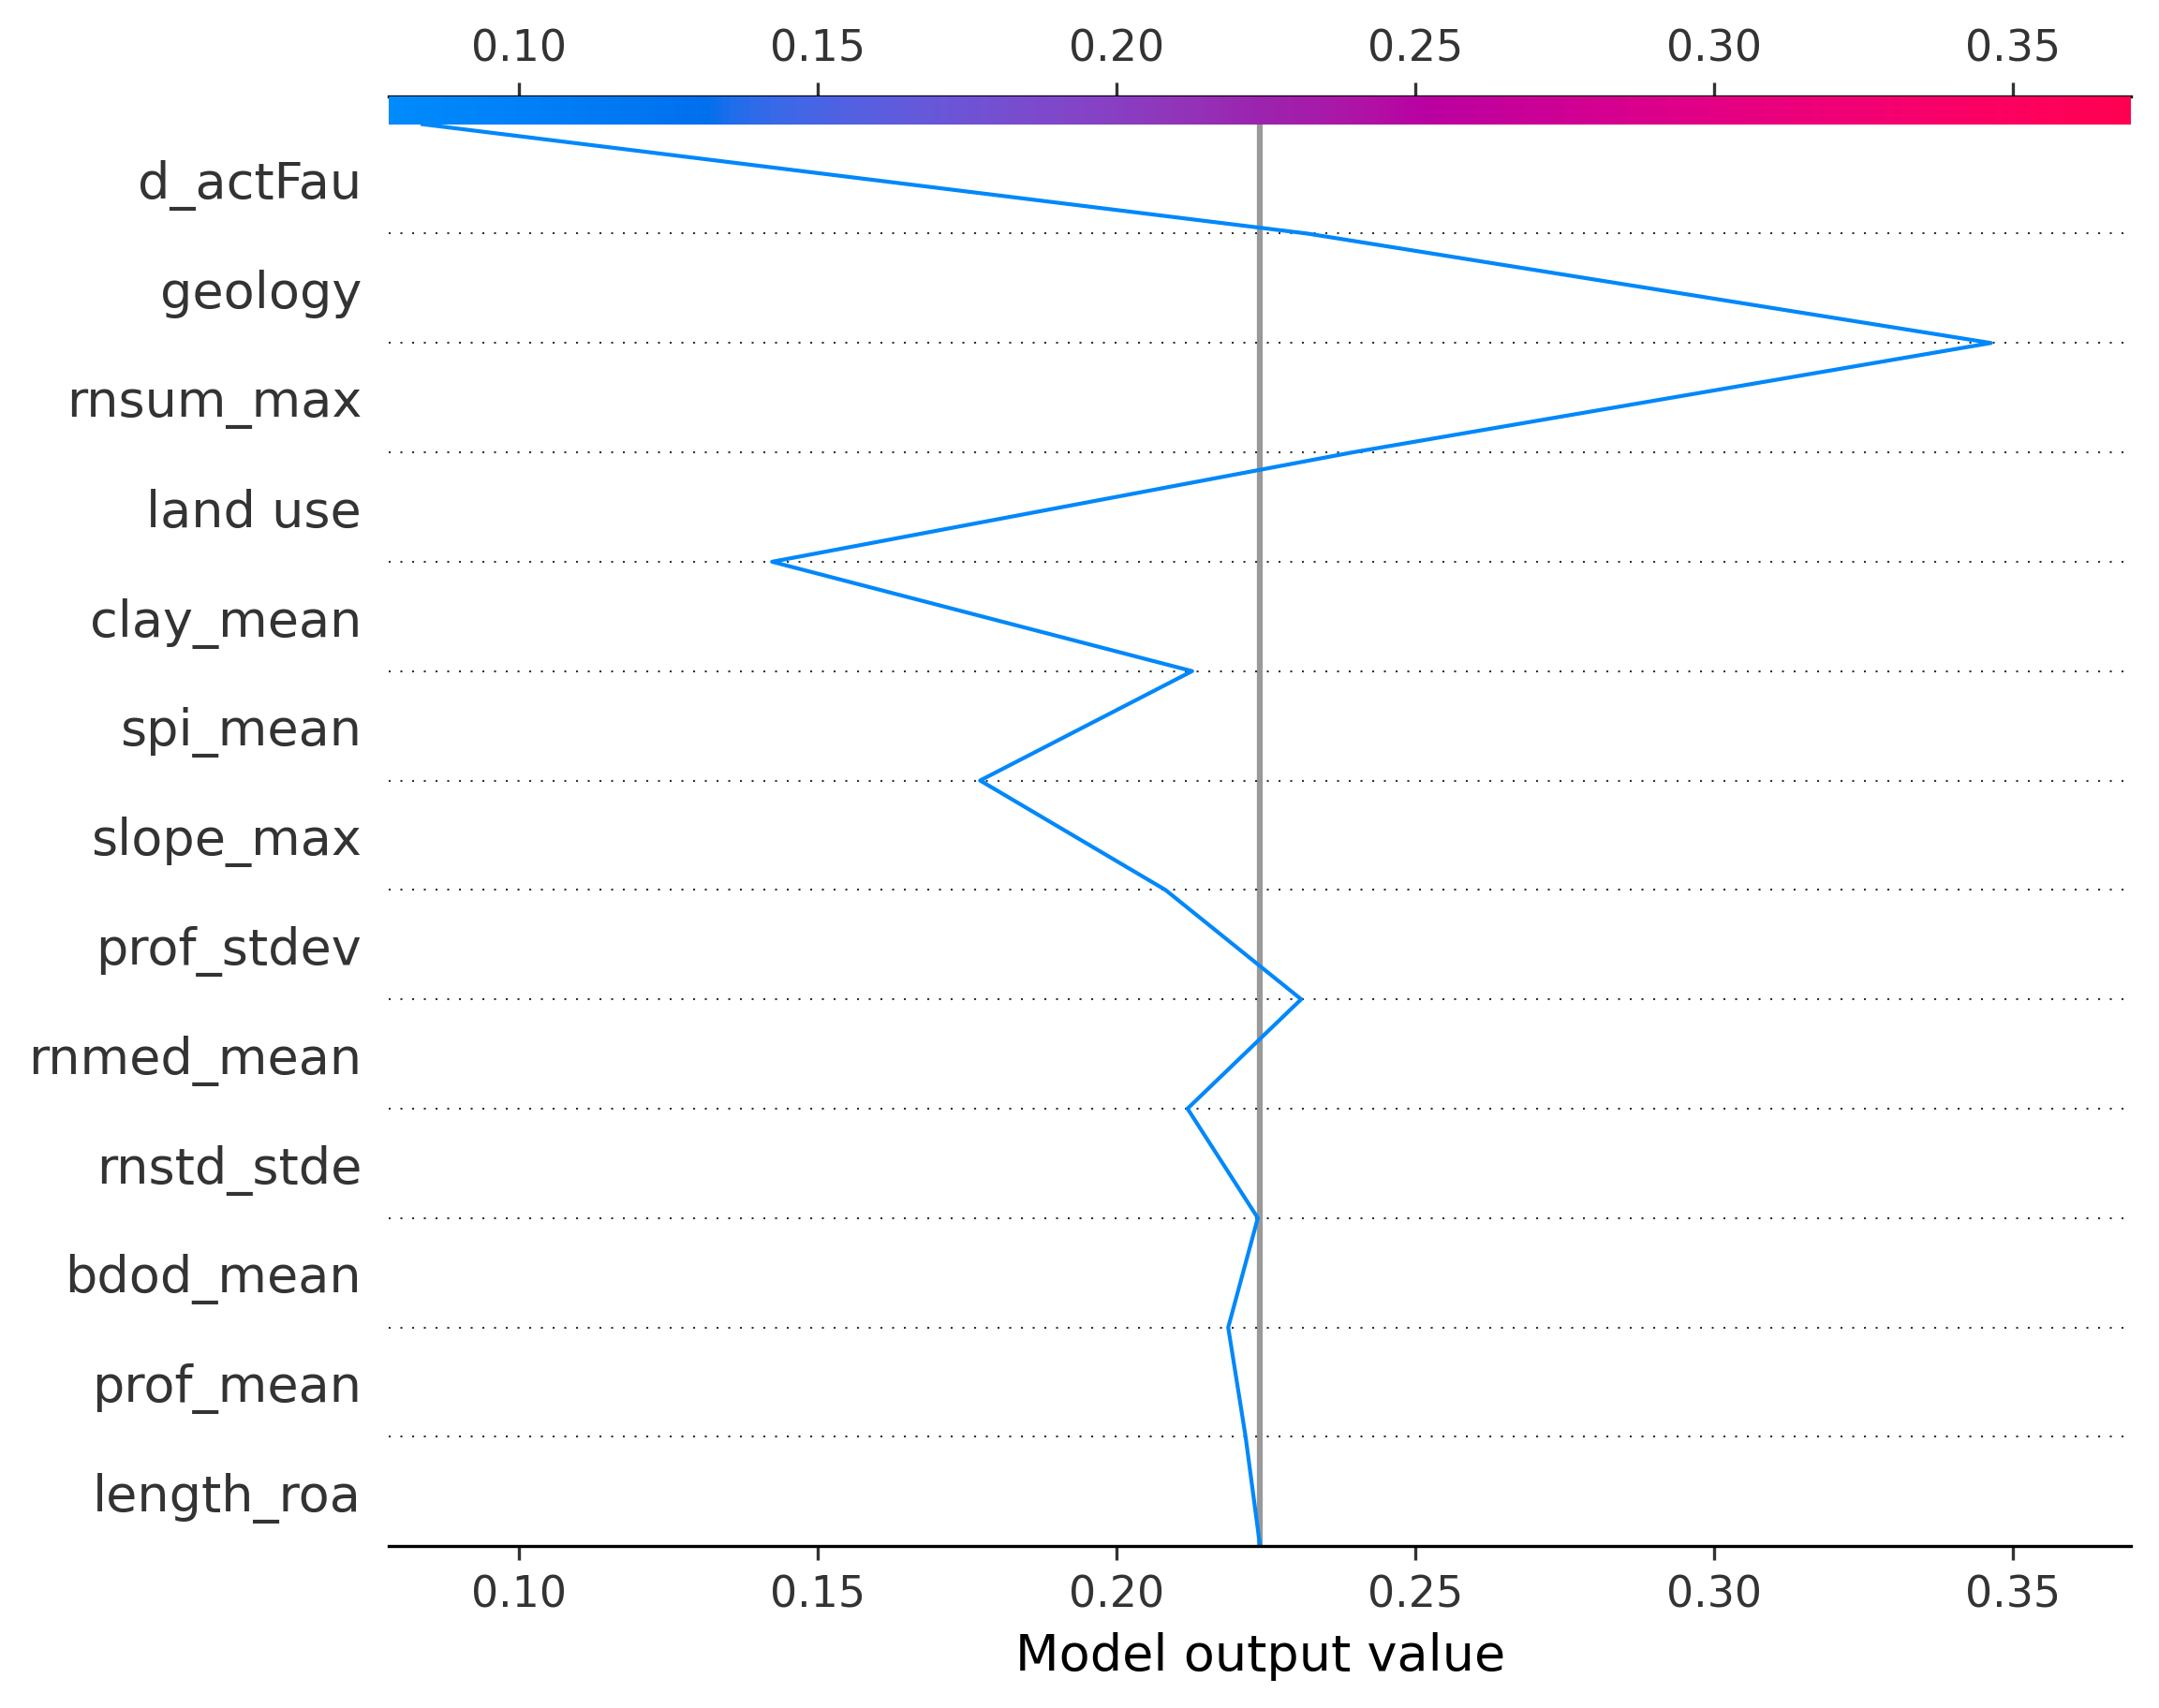 0.10 0.15 0.20 0.25 0.30 0.35
d_actFau
geology
rnsum_max
land use
clay_mean
spi_mean
slope_max
prof_stdev
rnmed_mean
rnstd_stde
bdod_mean
prof_mean
length_roa
0.10 0.15 0.20 0.25 0.30 0.35
Model output value